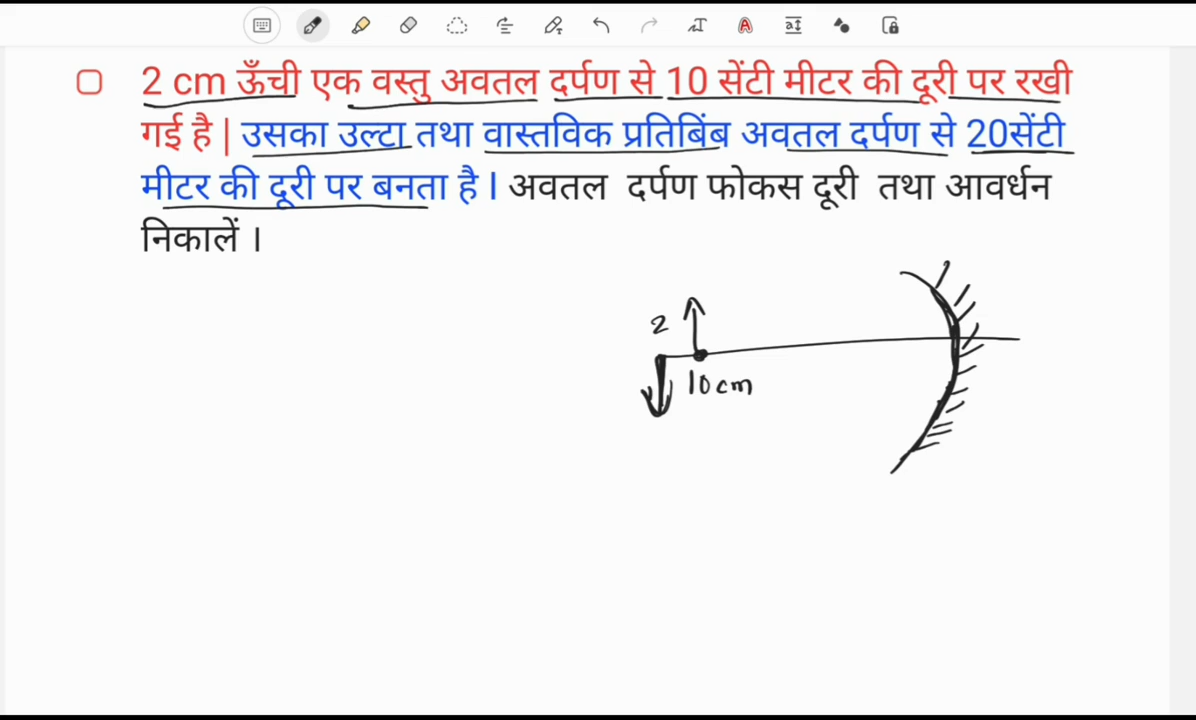 2 cm ऊँची एक वस्तु अवतल दर्पण से 10 सेंटी मीटर की दूरी पर रखी
गई है | उसका उल्टा तथा वास्तविक प्रतिबिंब अवतल दर्पण से 20सेंटी
मीटर की दूरी पर बनता है I अवतल दर्पण फोकस दूरी तथा आवर्धन
निकालें ।
2
10cm